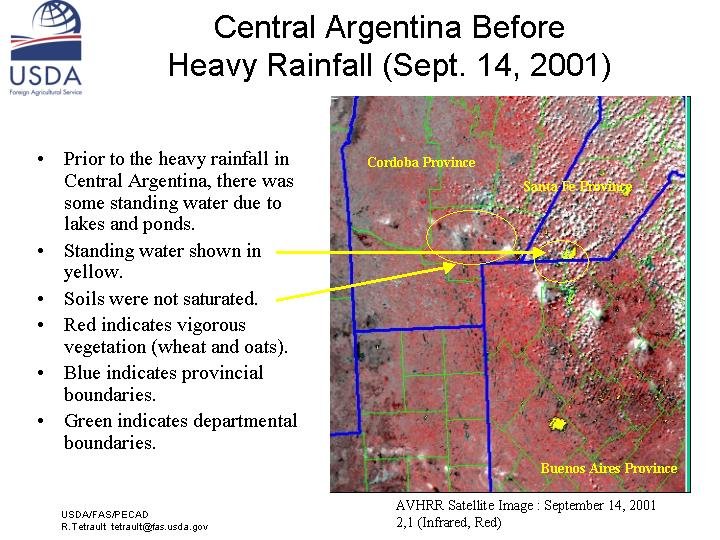 USDA
Foreign Agricultural Service
Central Argentina Before
Heavy Rainfall (Sept. 14, 2001)
• Prior to the heavy rainfall in
Central Argentina, there was
some standing water due to
lakes and ponds.
• Standing water shown in
yellow.
• Soils were not saturated.
• Red indicates vigorous
vegetation (wheat and oats).
• Blue indicates provincial
boundaries.
• Green indicates departmental
boundaries.
Cordoba Province
Santa Fe Province
Buenos Aires Province
USDA/FAS/PECAD
R.Tetrault tetrault@fas.usda.gov
AVHRR Satellite Image : September 14, 2001
2,1 (Infrared, Red)